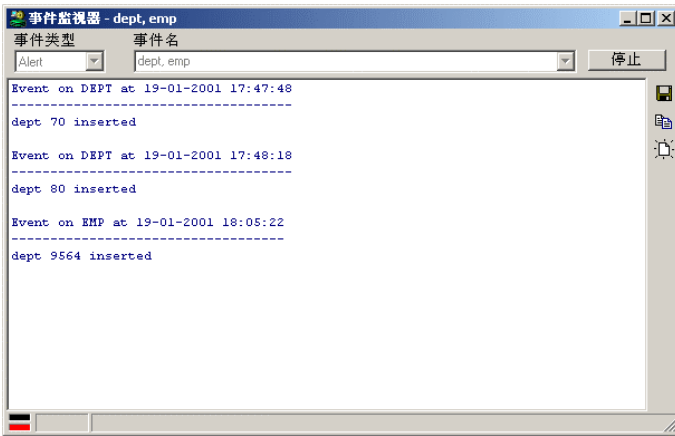 事件监视器 - dept, emp
事件类型 事件名
Alert dept, emp 停止
Event on DEPT at 19-01-2001 17:47:48
------------------------------------
dept 70 inserted
Event on DEPT at 19-01-2001 17:48:18
------------------------------------
dept 80 inserted
Event on EMP at 19-01-2001 18:05:22
-----------------------------------
dept 9564 inserted